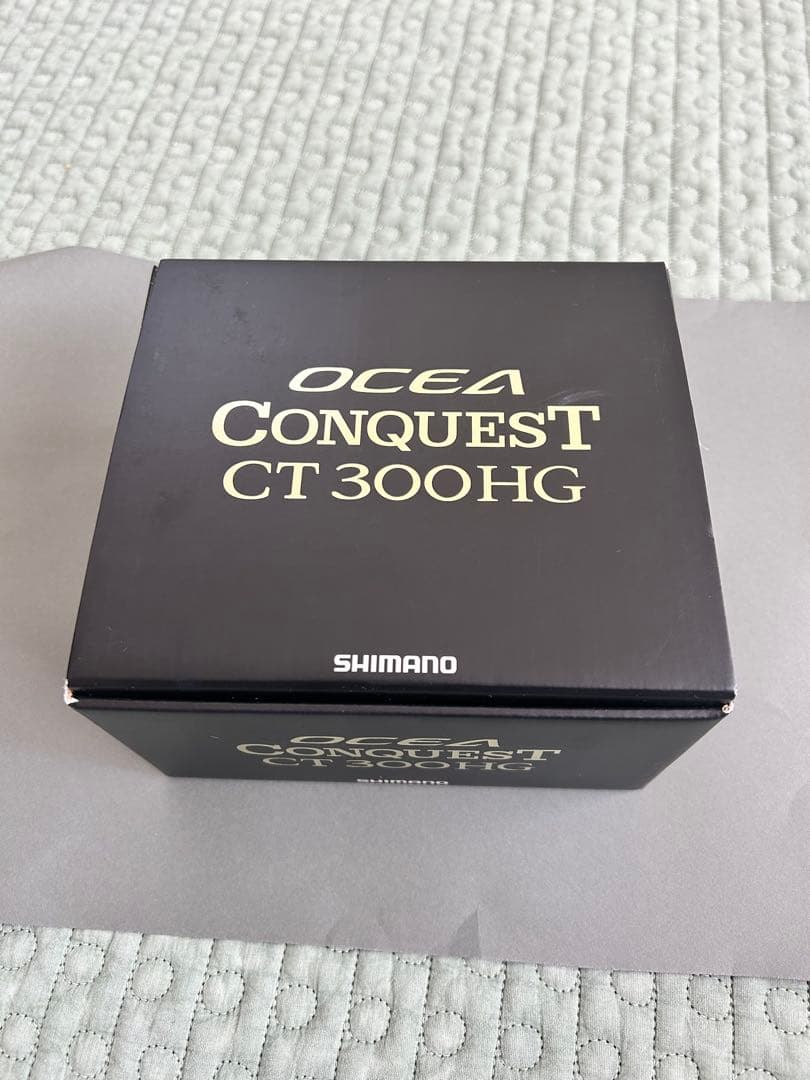 OCEA
CONQUEST
CT 300HG
SHIMANO
OCEA
CONQUEST
CT 300HG
SHIMANO